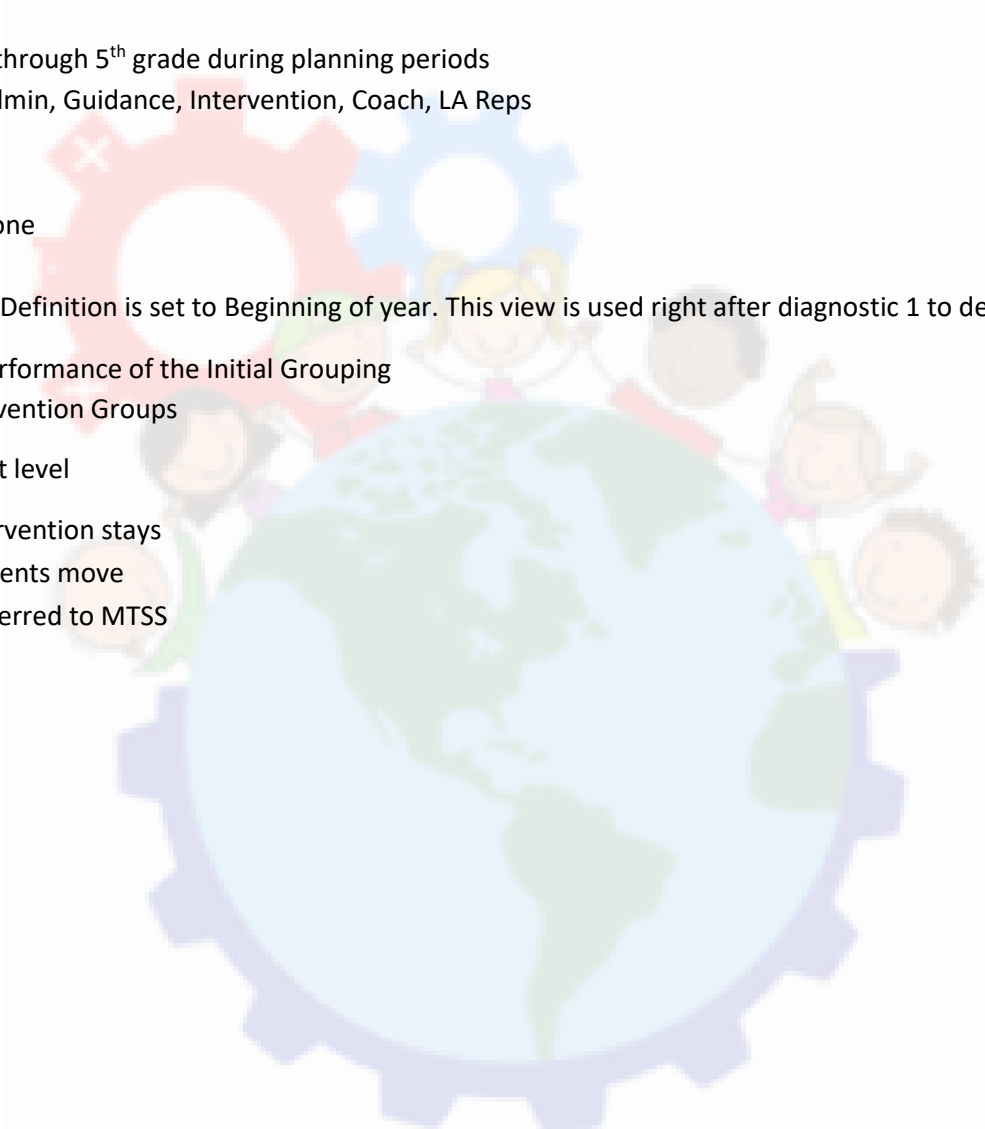 through 5th grade during planning periods
dmin, Guidance, Intervention, Coach, LA Reps
one
Definition is set to Beginning of year. This view is used right after diagnostic 1 to de
rformance of the Initial Grouping
vention Groups
t level
rvention stays
ents move
erred to MTSS